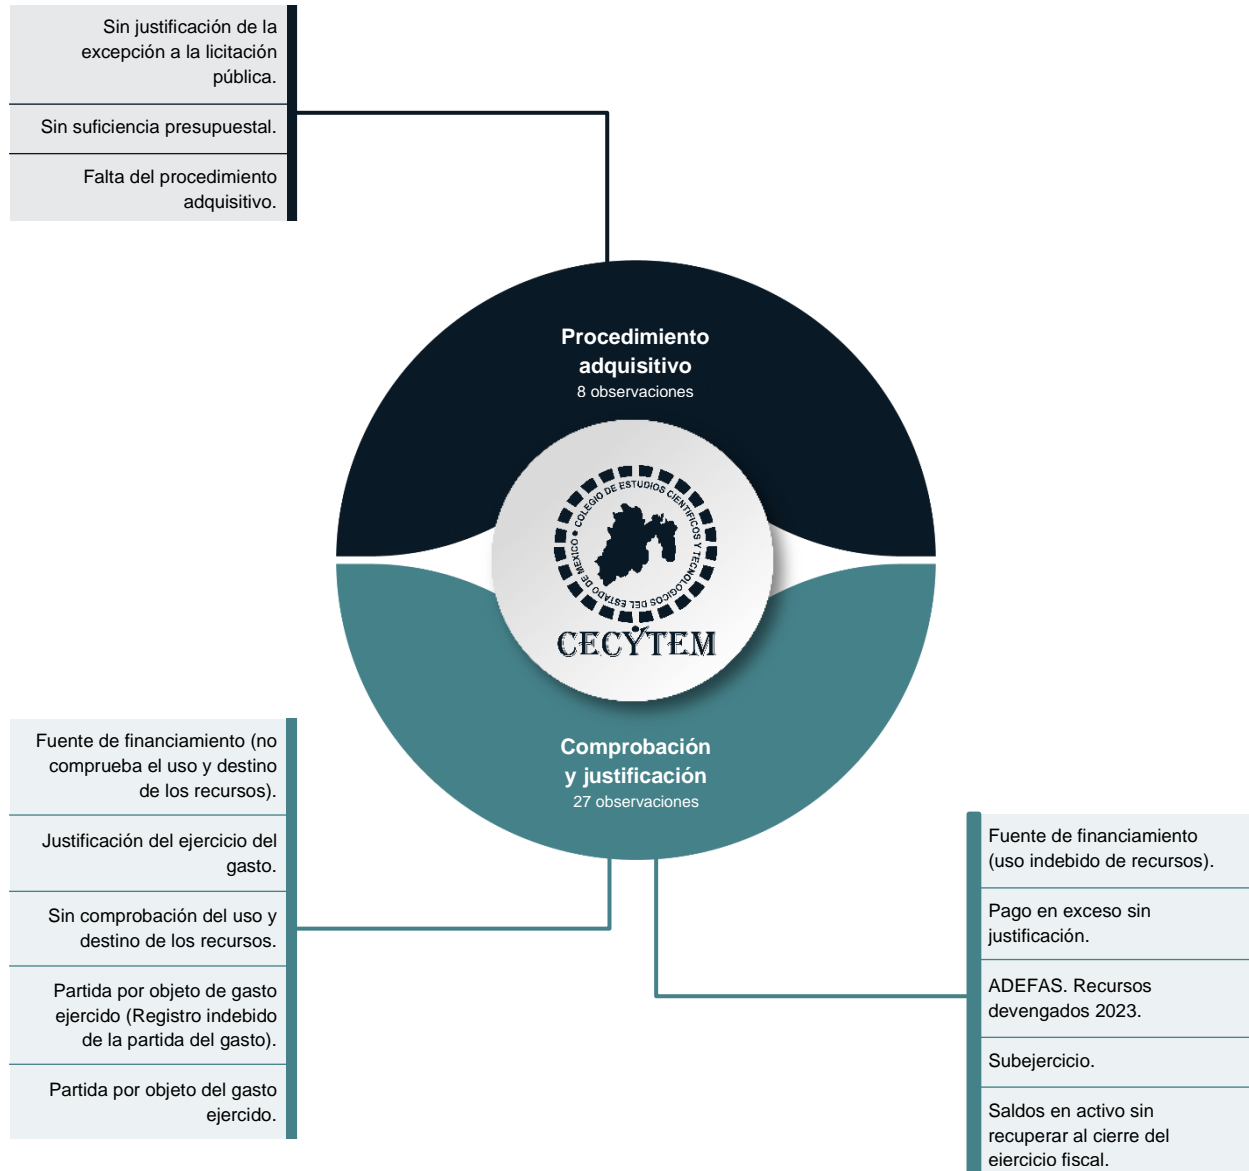 Sin justificación de la
excepción a la licitación
pública.
Sin suficiencia presupuestal.
Falta del procedimiento
adquisitivo.
Procedimiento
adquisitivo
8 observaciones
COLEGIO DE ESTUDIOS CIENTIFICOS Y TECNOLOGICOS DEL ESTADO DE MEXICO
CECYTEM
Comprobación
y justificación
27 observaciones
Fuente de financiamiento (no
comprueba el uso y destino
de los recursos).
Justificación del ejercicio del
gasto.
Sin comprobación del uso y
destino de los recursos.
Partida por objeto de gasto
ejercido (Registro indebido
de la partida del gasto).
Partida por objeto del gasto
ejercido.
Fuente de financiamiento
(uso indebido de recursos).
Pago en exceso sin
justificación.
ADEFAS. Recursos
devengados 2023.
Subejercicio.
Saldos en activo sin
recuperar al cierre del
ejercicio fiscal.